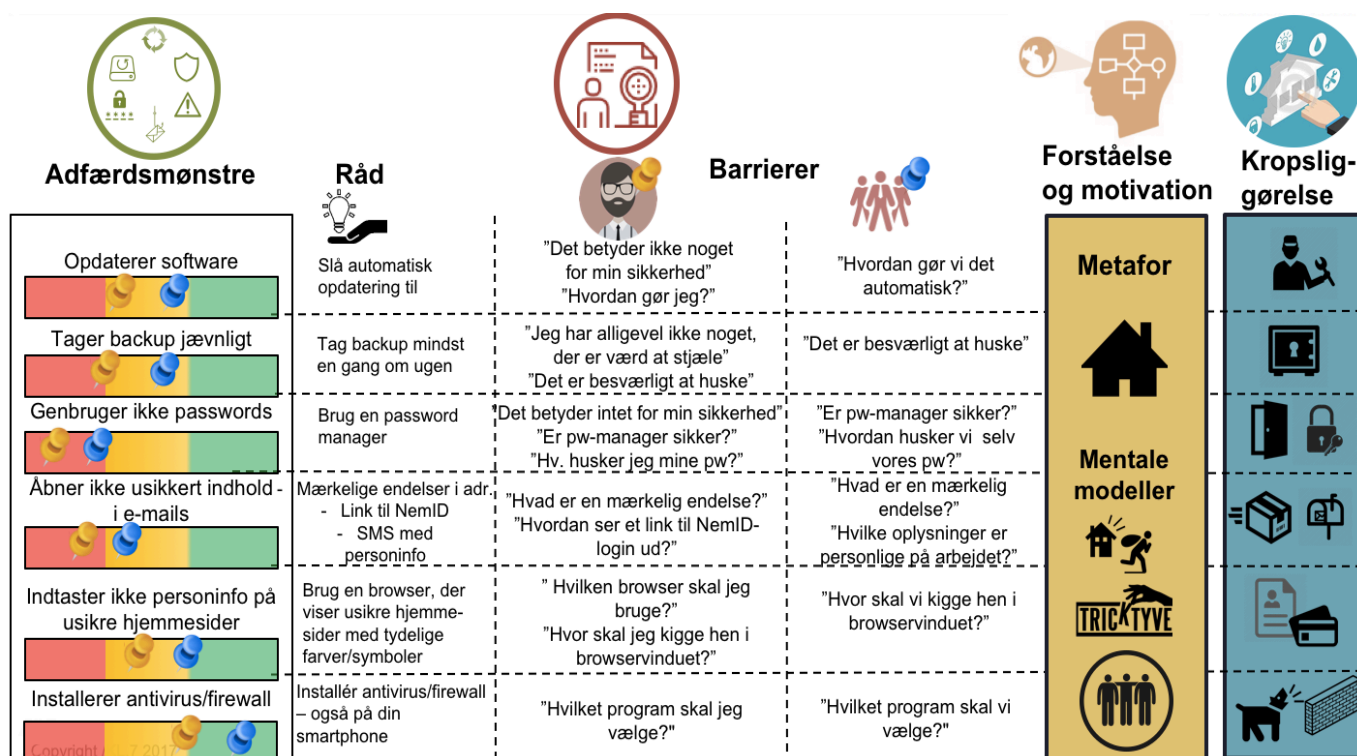 Adfærdsmønstre
Råd
Barrierer
Forståelse
og motivation
Kropslig-
gørelse
Opdaterer software
Slå automatisk
opdatering til
”Det betyder ikke noget
for min sikkerhed”
”Hvordan gør jeg?”
”Hvordan gør vi det
automatisk?”
Metafor
Tager backup jævnligt
Tag backup mindst
en gang om ugen
”Jeg har alligevel ikke noget,
der er værd at stjæle”
”Det er besværligt at huske”
”Det er besværligt at huske”
Genbruger ikke passwords
Brug en password
manager
”Det betyder intet for min sikkerhed”
”Er pw-manager sikker?”
”Hv. husker jeg mine pw?”
”Er pw-manager sikker?”
”Hvordan husker vi selv
vores pw?”
Mentale
modeller
Åbner ikke usikkert indhold -
i e-mails
Mærkelige endelser i adr.
- Link til NemID
- SMS med
personinfo
”Hvad er en mærkelig endelse?”
”Hvordan ser et link til NemID-
login ud?”
”Hvad er en mærkelig
endelse?”
”Hvilke oplysninger er
personlige på arbejdet?”
Indtaster ikke personinfo på
usikre hjemmesider
Brug en browser, der
viser usikre hjemme-
sider med tydelige
farver/symboler
” Hvilken browser skal jeg
bruge?”
”Hvor skal jeg kigge hen i
browservinduet?”
”Hvor skal vi kigge hen i
browservinduet?”
TRICKTYVE
Installerer antivirus/firewall
Installér antivirus/firewall
– også på din
smartphone
”Hvilket program skal jeg
vælge?"
”Hvilket program skal vi
vælge?"
Copyright
2017